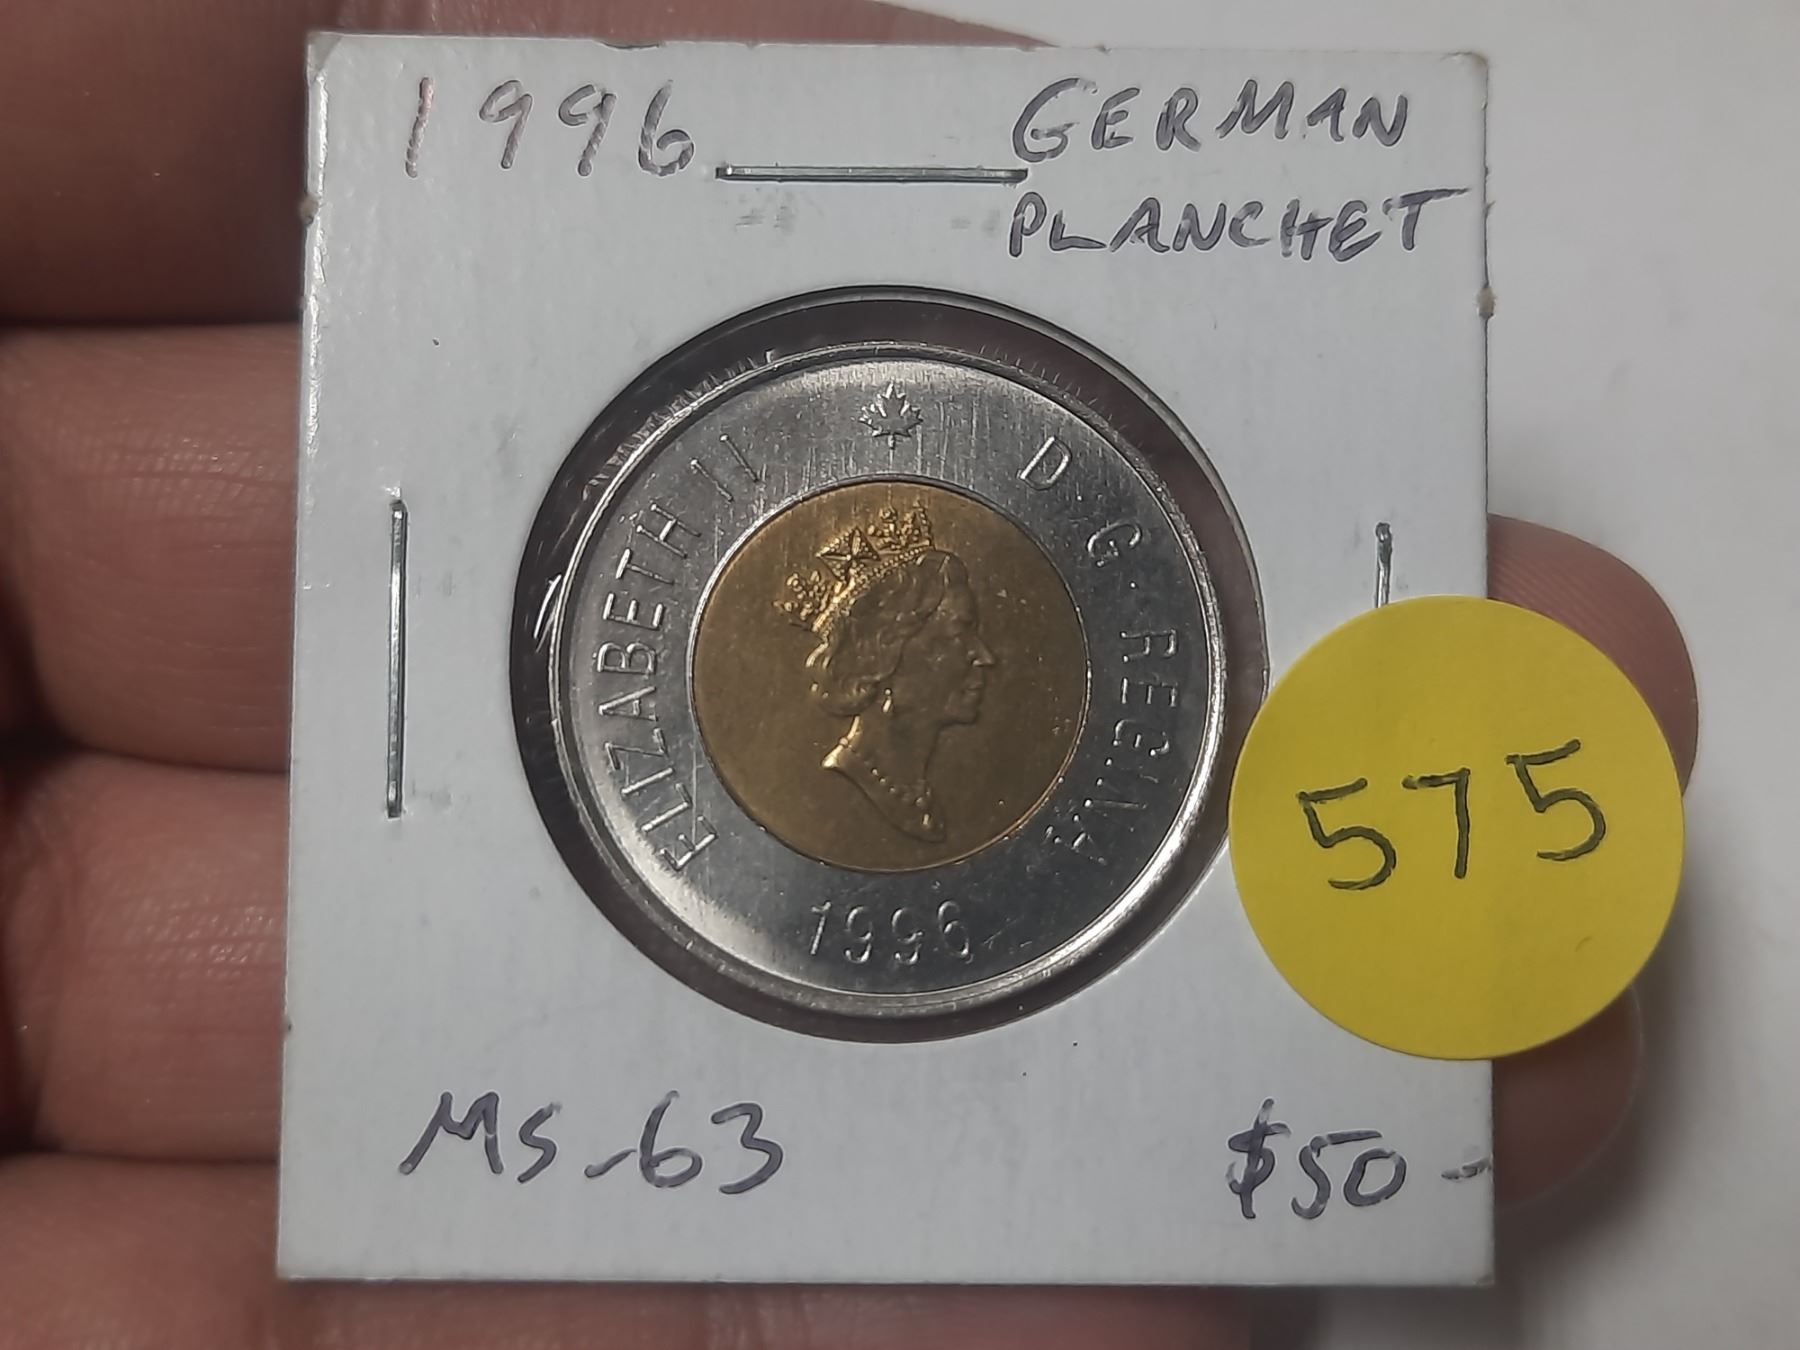 1996 GERMAN
PLANCHET
ELIZABETH II D·G·REGINA
1996
575
MS-63 $50-